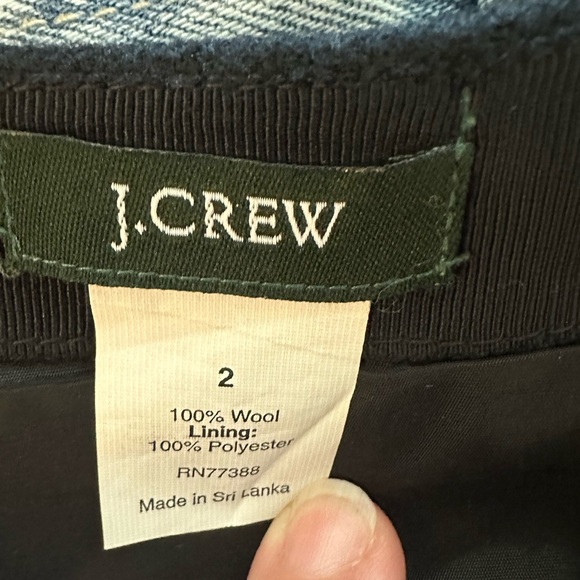 J.CREW
2
100% Wool
Lining:
100% Polyester
RN77388
Made in Sri Lanka